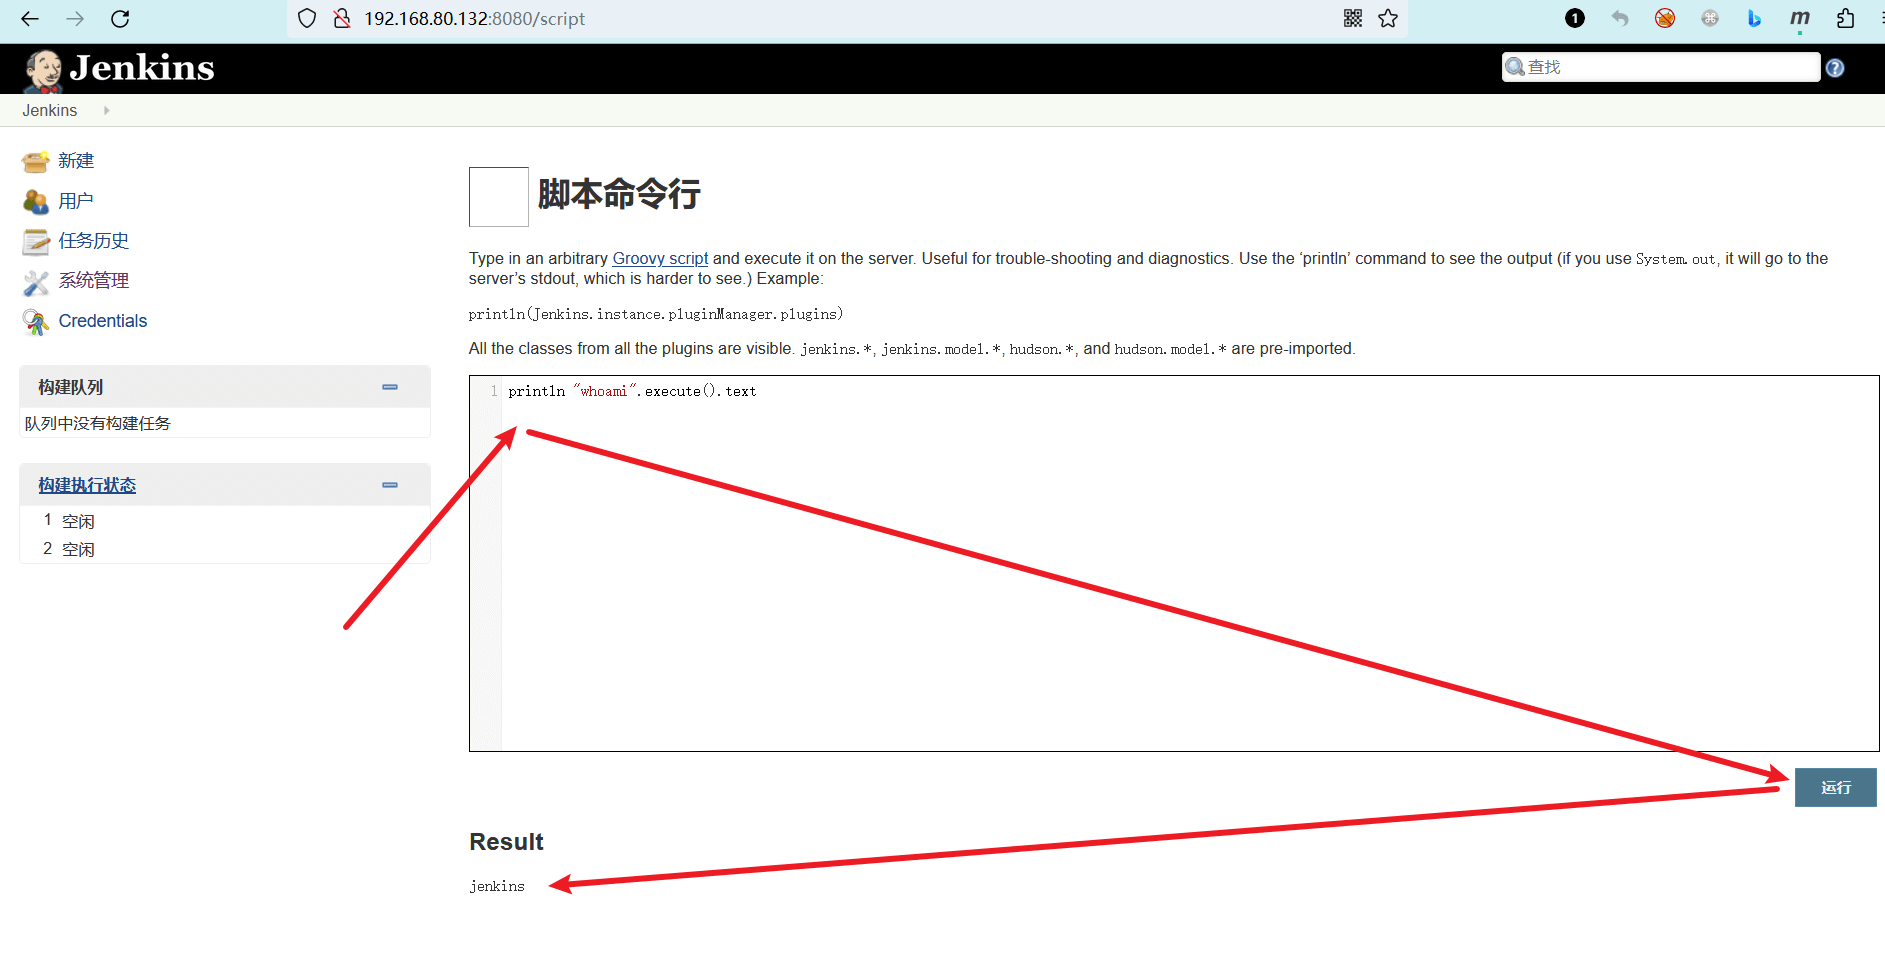 192.168.80.132:8080/script
1
m
Jenkins
查找
?
Jenkins
新建
用户
任务历史
系统管理
Credentials
构建队列
队列中没有构建任务
构建执行状态
1 空闲
2 空闲
脚本命令行
Type in an arbitrary Groovy script and execute it on the server. Useful for trouble-shooting and diagnostics. Use the ‘println’ command to see the output (if you use System.out, it will go to the
server’s stdout, which is harder to see.) Example:
println(Jenkins.instance.pluginManager.plugins)
All the classes from all the plugins are visible. jenkins.*, jenkins.model.*, hudson.*, and hudson.model.* are pre-imported.
1 println "whoami".execute().text
运行
Result
jenkins